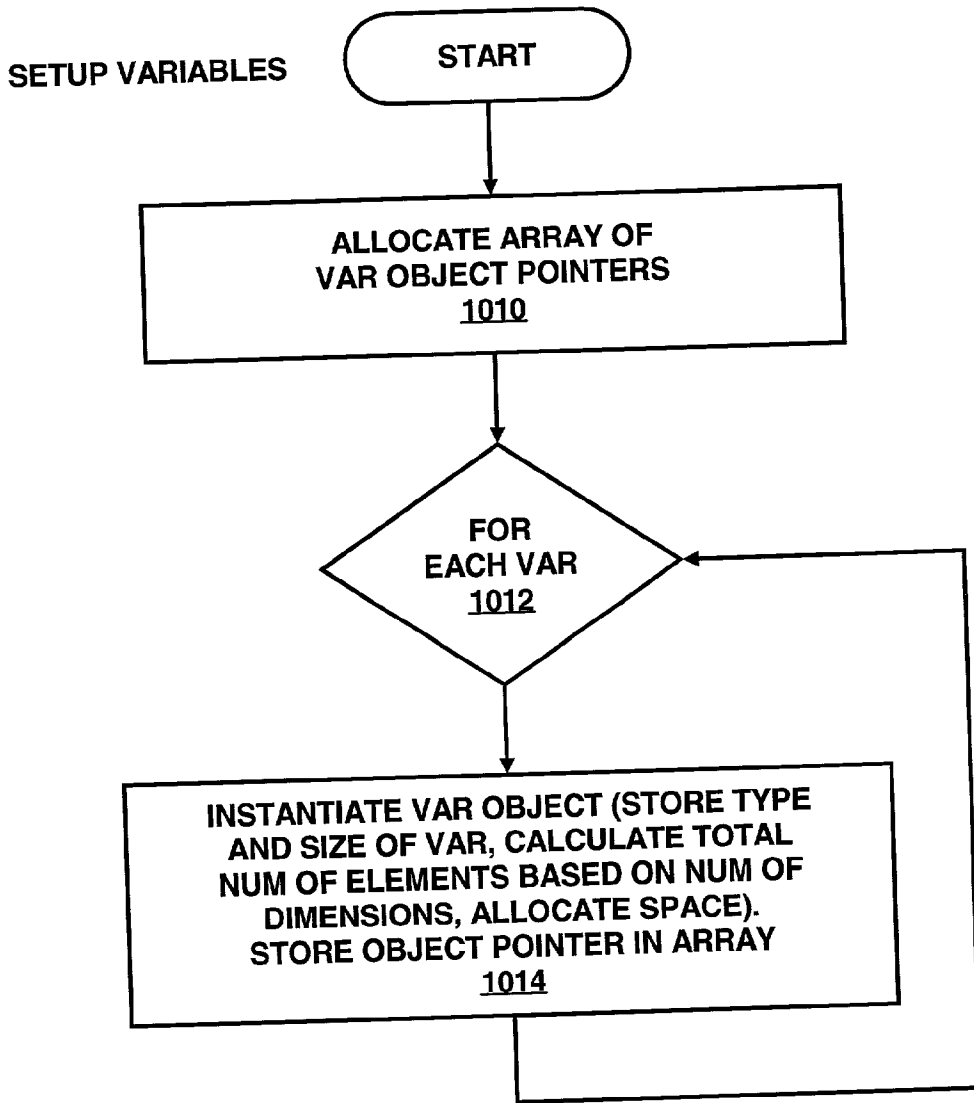 SETUP VARIABLES
START
ALLOCATE ARRAY OF
VAR OBJECT POINTERS
1010
FOR
EACH VAR
1012
INSTANTIATE VAR OBJECT (STORE TYPE
AND SIZE OF VAR, CALCULATE TOTAL
NUM OF ELEMENTS BASED ON NUM OF
DIMENSIONS, ALLOCATE SPACE).
STORE OBJECT POINTER IN ARRAY
1014